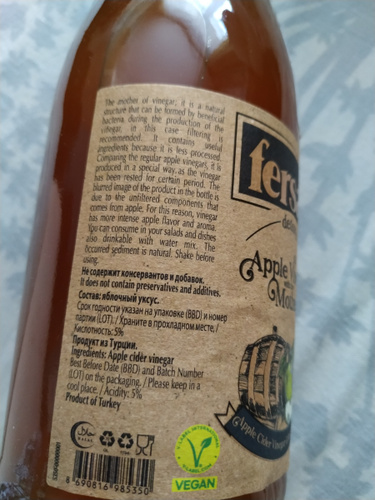 The mother of vinegar; it is a natural
structure that can be formed by beneficial
bacteria during the production of the
vinegar, in this case filtering is
recommended. It contains useful
ingredients because it is less processed.
Comparing the regular apple vinegars, it is
produced in a special way, as the vinegar
has been rested for certain period. The
blurred image of the product in the bottle is
due to the unfiltered components that
comes from apple. For this reason, vinegar
has more intense apple flavor and aroma.
You can consume in your salads and dishes
also drinkable with water mix. The
occurred sediment is natural. Shake before
using.
Не содержит консервантов и добавок.
It does not contain preservatives and additives.
Состав: яблочный уксус.
Срок годности указан на упаковке (BBD) и номер
партии (LOT). / Храните в прохладном месте. /
Кислотность: 5%
Продукт из Турции.
Ingredients: Apple cider vinegar
Best Before Date (BBD) and Batch Number
(LOT) on the packaging. / Please keep in a
cool place. / Acidity: 5%
Product of Turkey
HALAL
VEGAN
8 690816 985350
fers
Apple
Apple Cider Vinegar